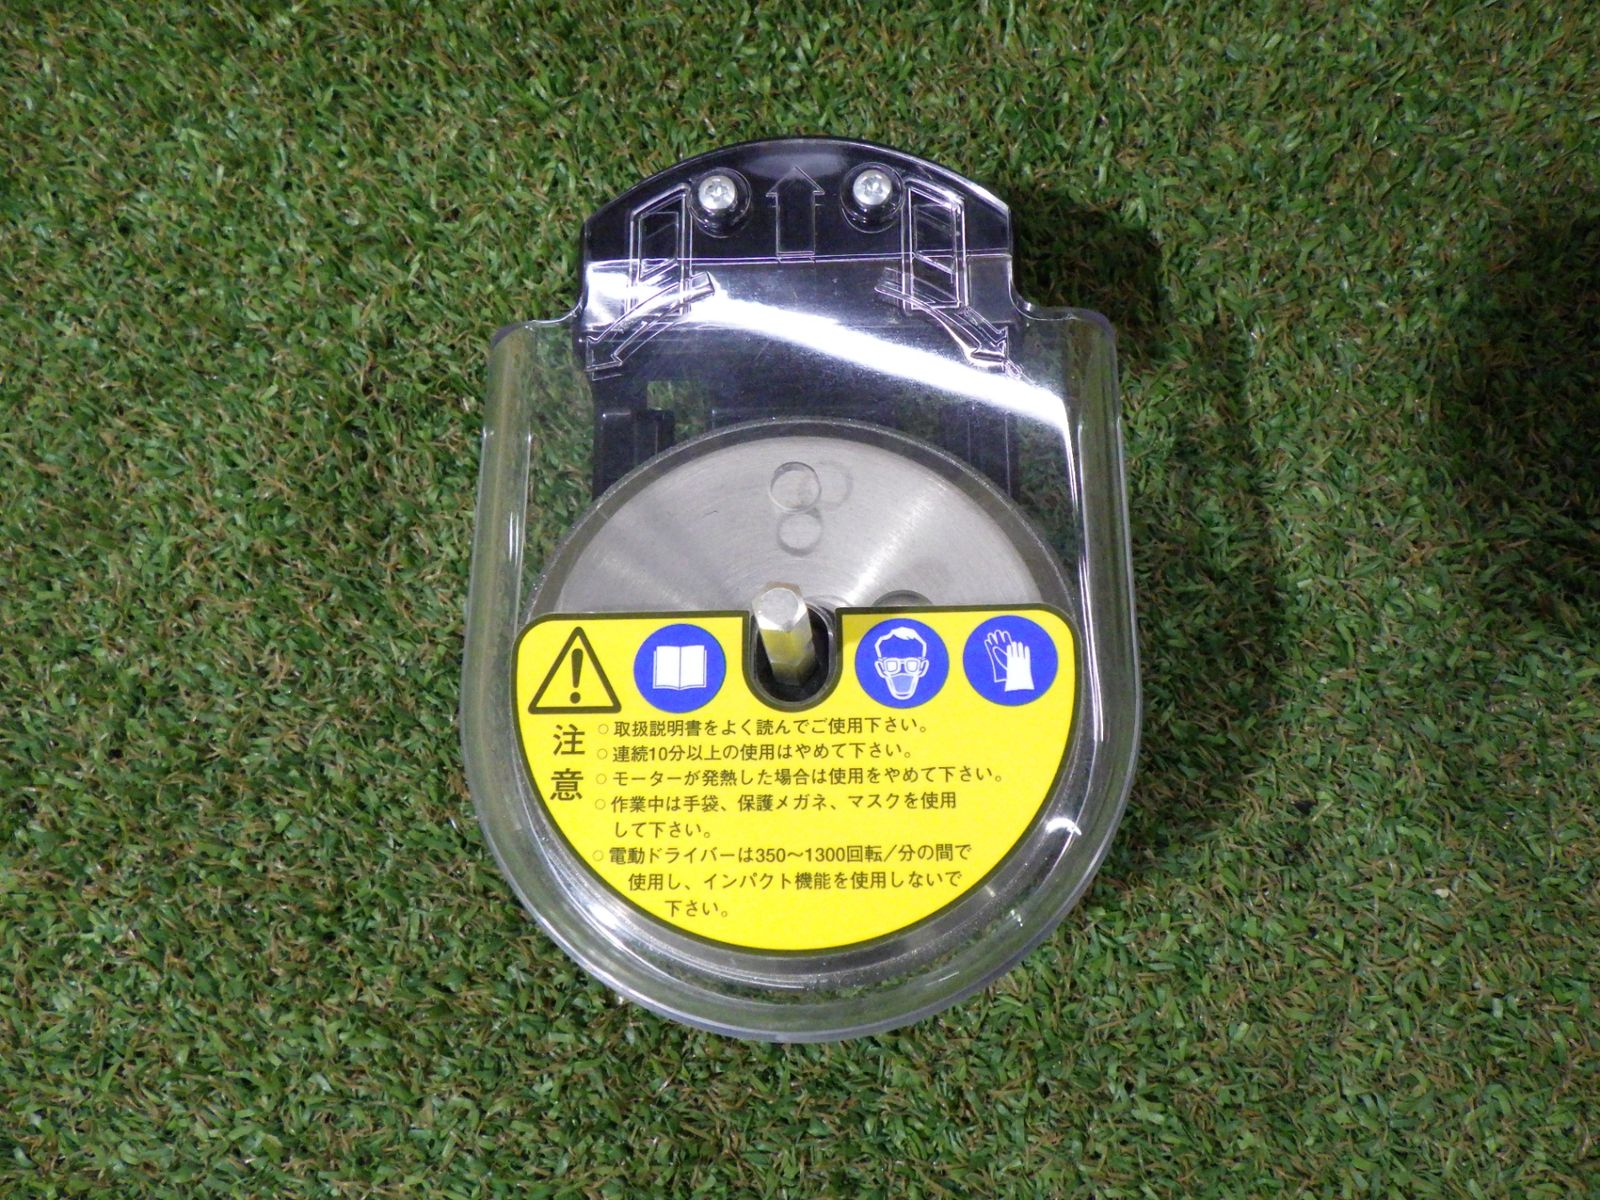 注意
○取扱説明書をよく読んでご使用下さい。
○連続10分以上の使用はやめて下さい。
○モーターが発熱した場合は使用をやめて下さい。
○作業中は手袋、保護メガネ、マスクを使用
して下さい。
○電動ドライバーは350〜1300回転／分の間で
使用し、インパクト機能を使用しないで
下さい。